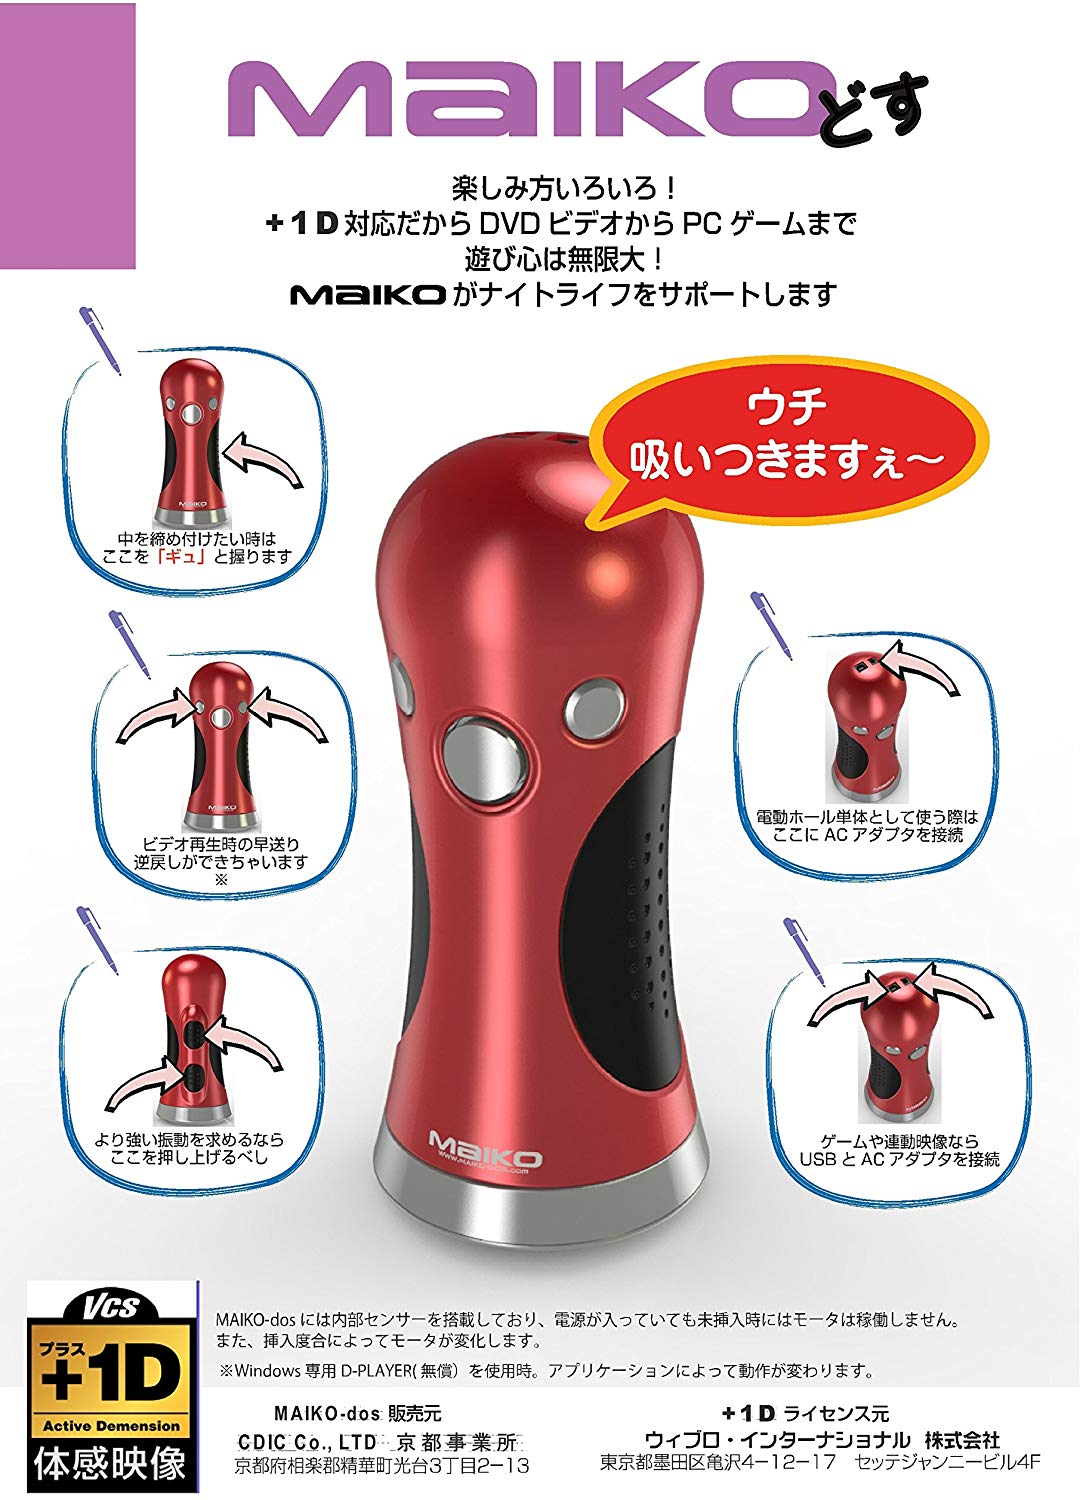 MAIKOどす
楽しみ方いろいろ！
+1D 対応だから DVD ビデオから PC ゲームまで
遊び心は無限大！
MAIKO がナイトライフをサポートします
ウチ
吸いつきますぇ～
MAIKO
中を締め付けたい時は
ここを「ギュ」と握ります
MAIKO
ビデオ再生時の早送り
逆戻しができちゃいます
※
より強い振動を求めるなら
ここを押し上げるべし
電動ホール単体として使う際は
ここに AC アダプタを接続
ゲームや連動映像なら
USB と AC アダプタを接続
MAIKO
WWW.MAIKO-DOS.com
Vcs
プラス
+1D
Active Demension
体感映像
MAIKO-dos には内部センサーを搭載しており、電源が入っていても未挿入時にはモータは稼働しません。
また、挿入度合によってモータが変化します。
※Windows 専用 D-PLAYER( 無償）を使用時。アプリケーションによって動作が変わります。
MAIKO-dos 販売元
CDIC Co., LTD 京都事業所
京都府相楽郡精華町光台3丁目2−13
+1D ライセンス元
ウィブロ・インターナショナル 株式会社
東京都墨田区亀沢4−12−17 セッテジャンニービル4F